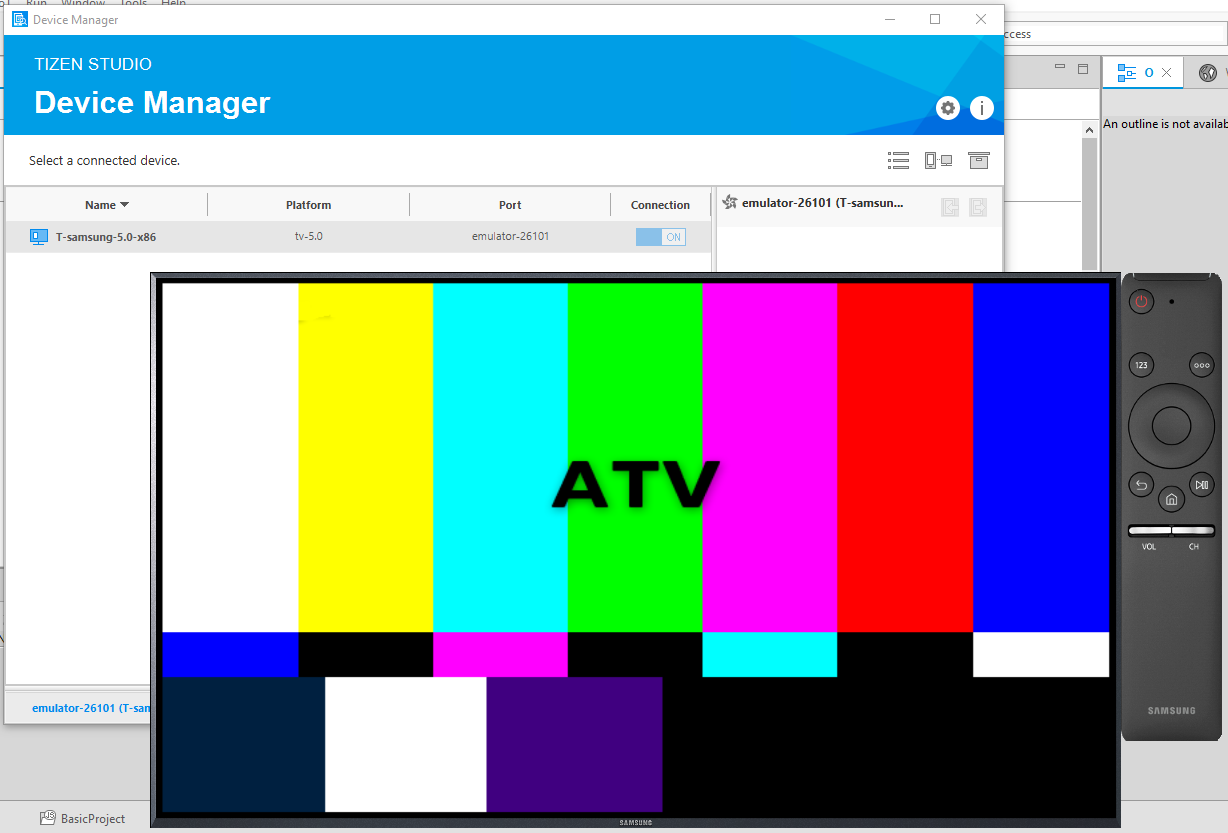 Run Window Tools Help
Device Manager
ccess
TIZEN STUDIO
Device Manager
i
O
An outline is not availab
Select a connected device.
Name
Platform
Port
Connection
emulator-26101 (T-samsun...
T-samsung-5.0-x86
tv-5.0
emulator-26101
ON
123
ATV
VOL
CH
SAMSUNG
emulator-26101 (T-san
BasicProject
SAMSUNG